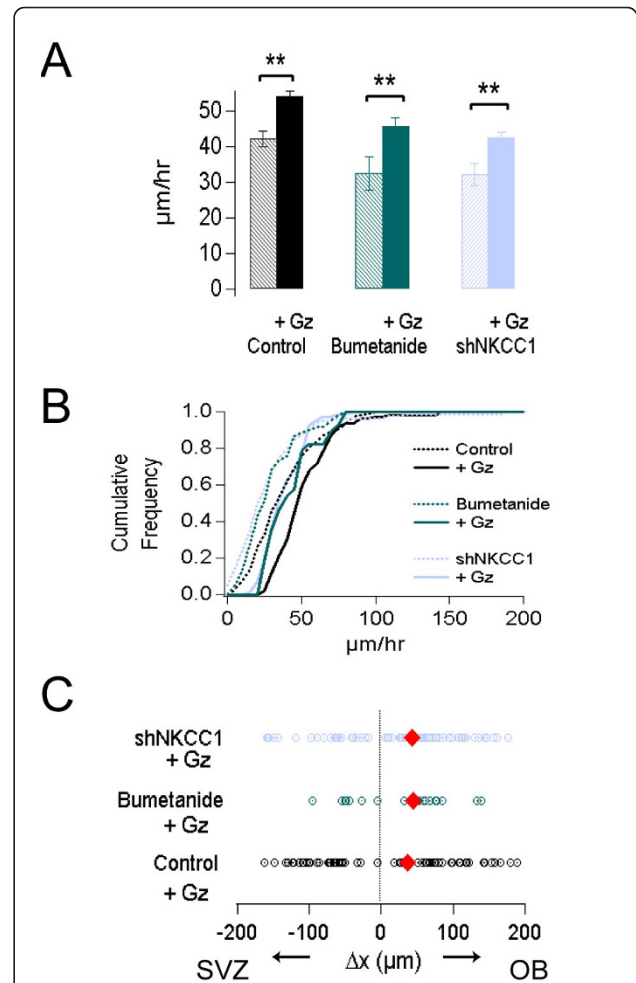 A
** ** **
µm/hr
50
40
30
20
10
0
+ Gz + Gz + Gz
Control Bumetanide shNKCC1
B
Cumulative
Frequency
1.0
0.8
0.6
0.4
0.2
0.0
Control
+ Gz
Bumetanide
+ Gz
shNKCC1
+ Gz
0 50 100 150 200
µm/hr
C
shNKCC1
+ Gz
Bumetanide
+ Gz
Control
+ Gz
-200 -100 0 100 200
SVZ ← Δx (µm) → OB